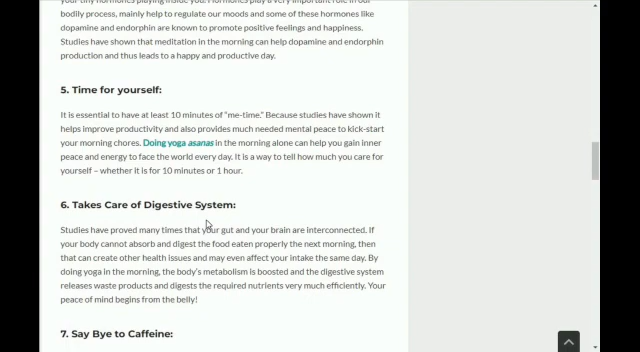 your tiny hormones playing inside you. Hormones play a very important role in our
bodily process, mainly help to regulate our moods and some of these hormones like
dopamine and endorphin are known to promote positive feelings and happiness.
Studies have shown that meditation in the morning can help dopamine and endorphin
production and thus leads to a happy and productive day.
5. Time for yourself:
It is essential to have at least 10 minutes of “me-time.” Because studies have shown it
helps improve productivity and also provides much needed mental peace to kick-start
your morning chores. Doing yoga asanas in the morning alone can help you gain inner
peace and energy to face the world every day. It is a way to tell how much you care for
yourself – whether it is for 10 minutes or 1 hour.
6. Takes Care of Digestive System:
Studies have proved many times that your gut and your brain are interconnected. If
your body cannot absorb and digest the food eaten properly the next morning, then
that can create other health issues and may even affect your intake the same day. By
doing yoga in the morning, the body’s metabolism is boosted and the digestive system
releases waste products and digests the required nutrients very much efficiently. Your
peace of mind begins from the belly!
7. Say Bye to Caffeine: